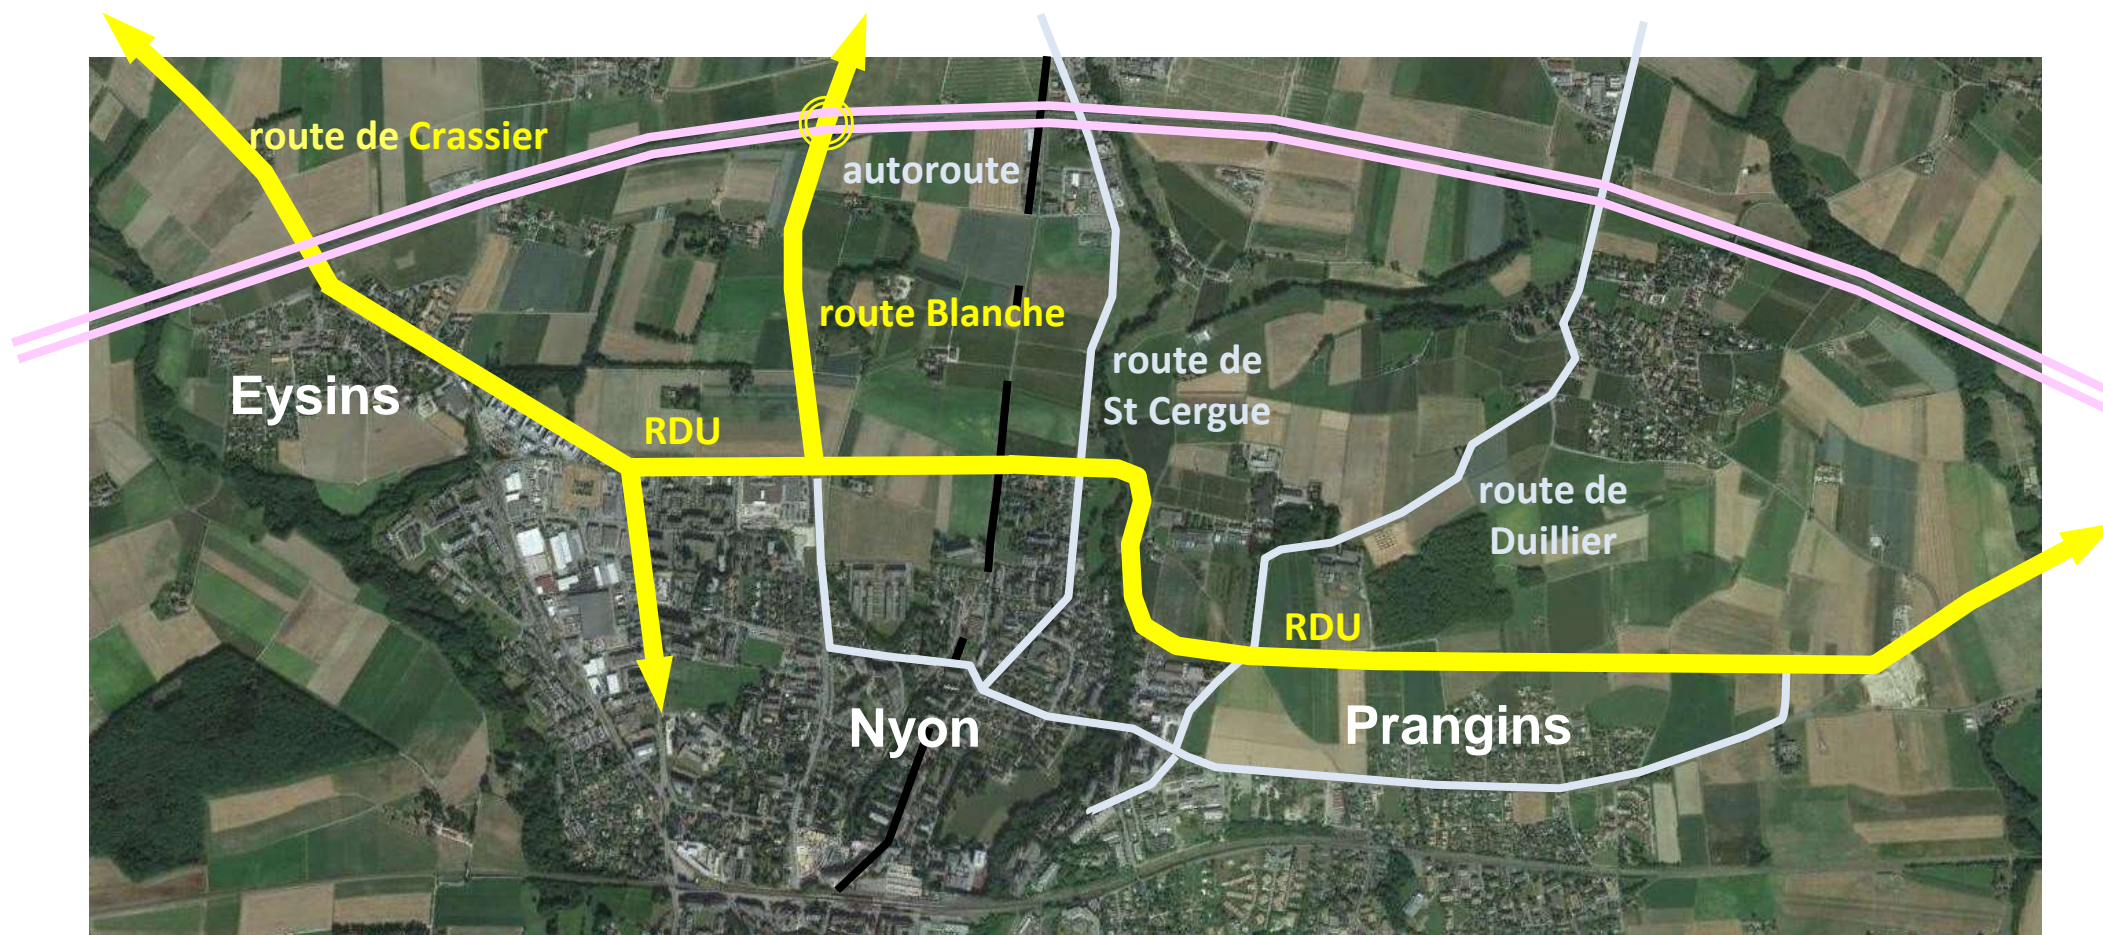 route de Crassier
autoroute
route Blanche
route de
St Cergue
Eysins
RDU
route de
Duillier
RDU
Nyon
Prangins